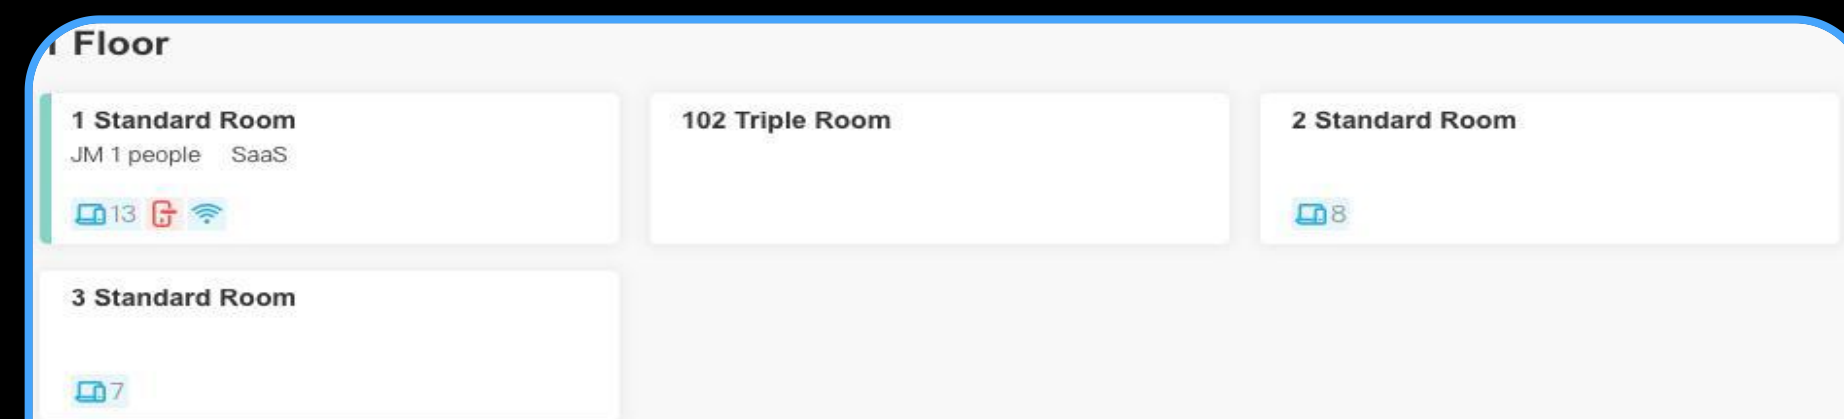 1 Floor
1 Standard Room
JM 1 people SaaS
13
102 Triple Room
2 Standard Room
8
3 Standard Room
7